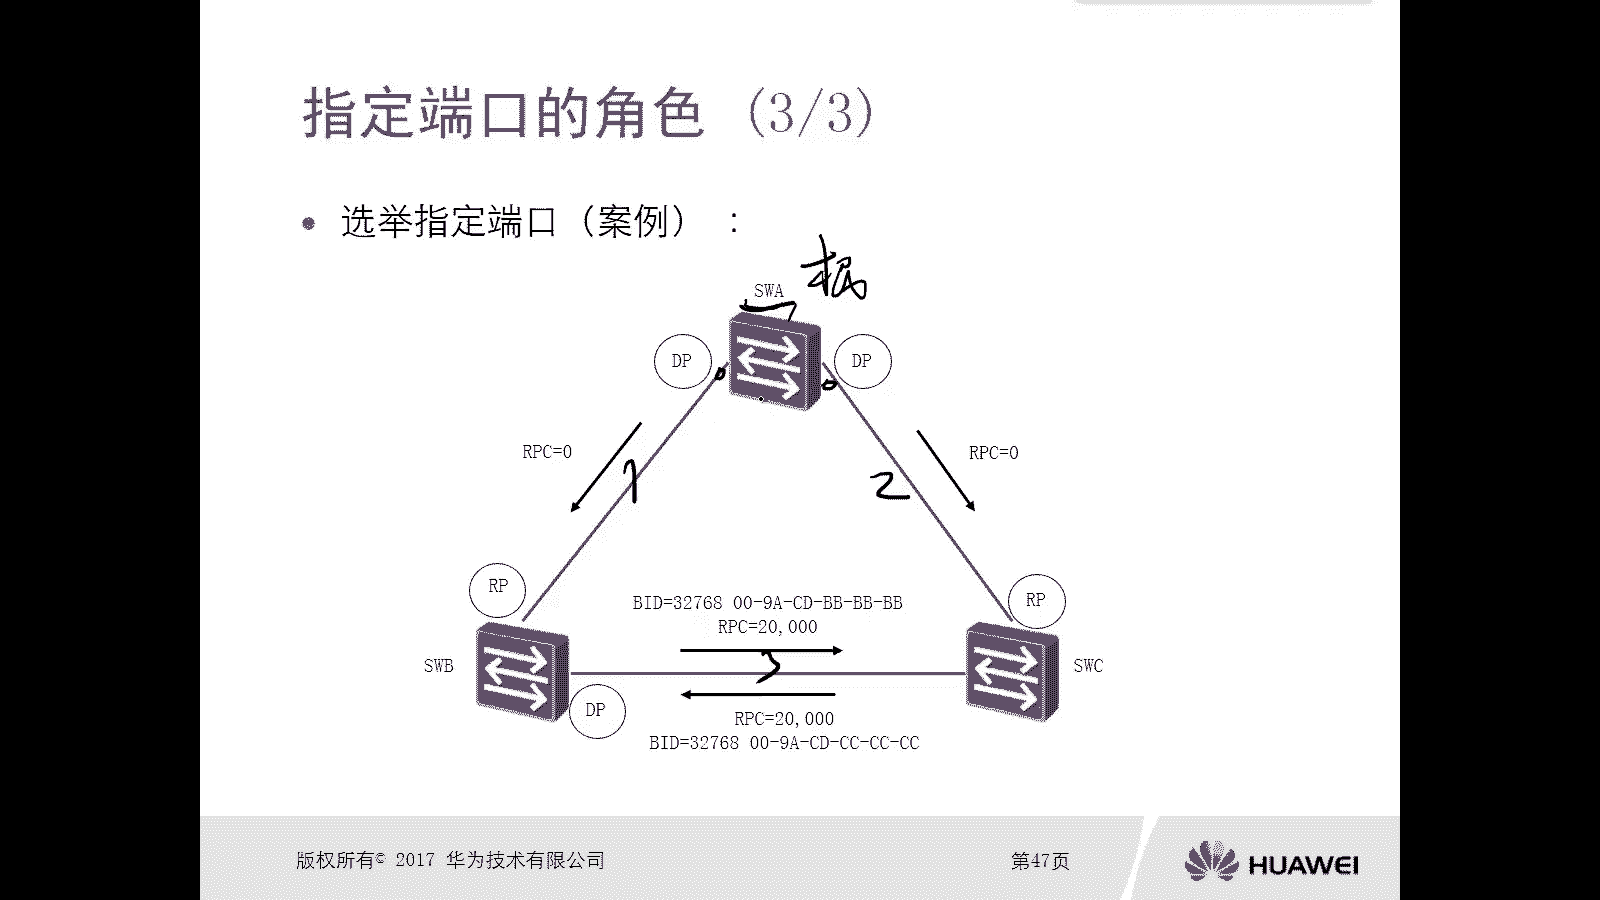 指定端口的角色 (3/3)
• 选举指定端口（案例）：
根
SWA
DP
DP
RPC=0
RPC=0
1
2
RP
RP
BID=32768 00-9A-CD-BB-BB-BB
RPC=20,000
SWB
3
SWC
DP
RPC=20,000
BID=32768 00-9A-CD-CC-CC-CC
版权所有© 2017 华为技术有限公司
第47页
HUAWEI